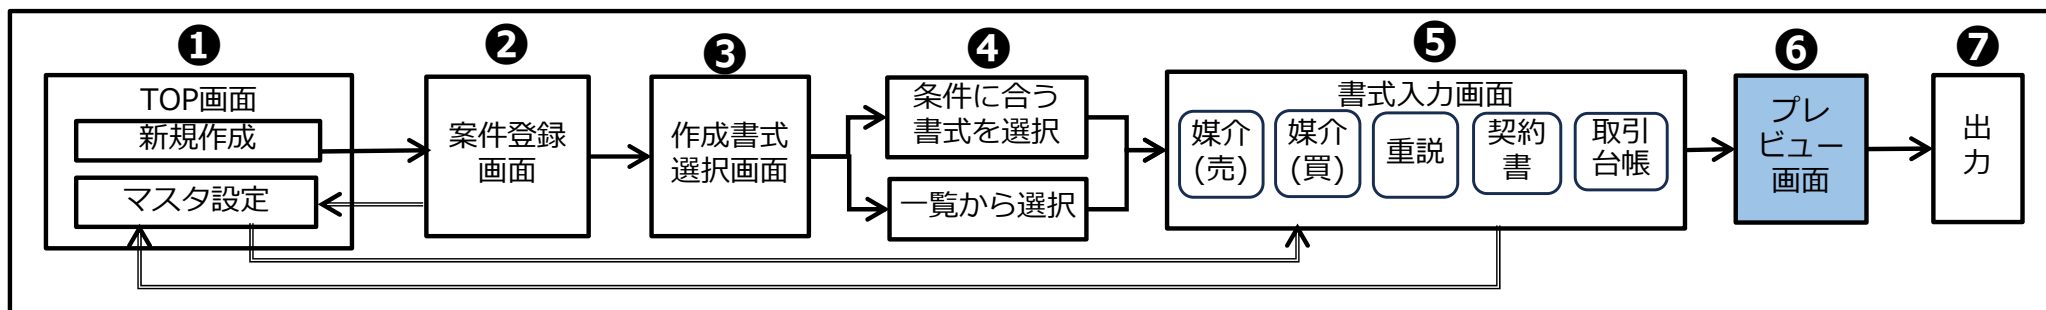 ❶
TOP画面
新規作成
マスタ設定
❷
案件登録
画面
❸
作成書式
選択画面
❹
条件に合う
書式を選択
一覧から選択
❺
書式入力画面
媒介
(売)
媒介
(買)
重説
契約
書
取引
台帳
❻
プレ
ビュー
画面
❼
出
力